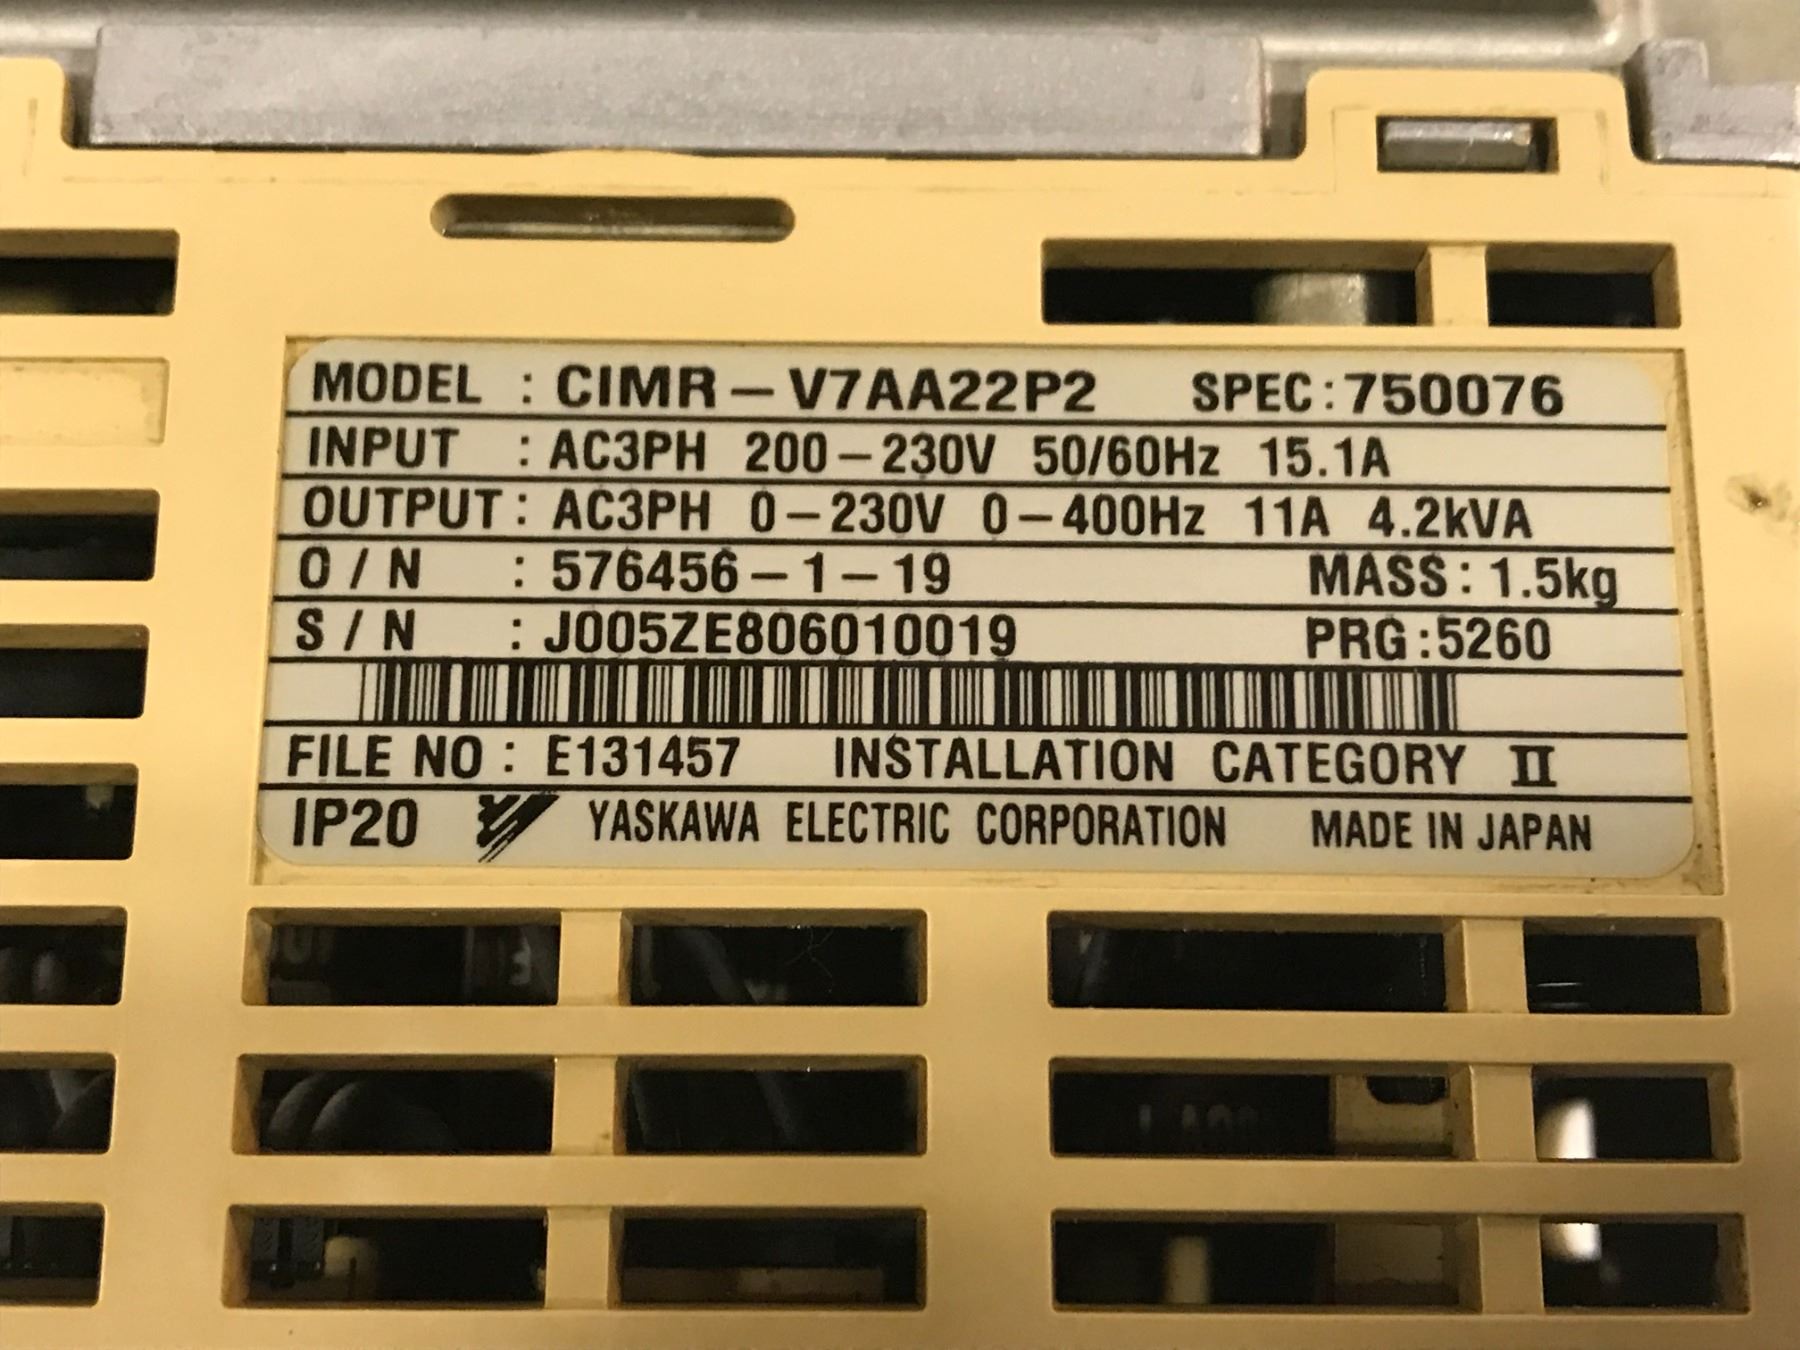 MODEL : CIMR-V7AA22P2 SPEC:750076
INPUT : AC3PH 200-230V 50/60Hz 15.1A
OUTPUT: AC3PH 0-230V 0-400Hz 11A 4.2kVA
O/N : 576456-1-19 MASS: 1.5kg
S/N : J005ZE806010019 PRG:5260
FILE NO: E131457 INSTALLATION CATEGORY II
IP20 YASKAWA ELECTRIC CORPORATION MADE IN JAPAN